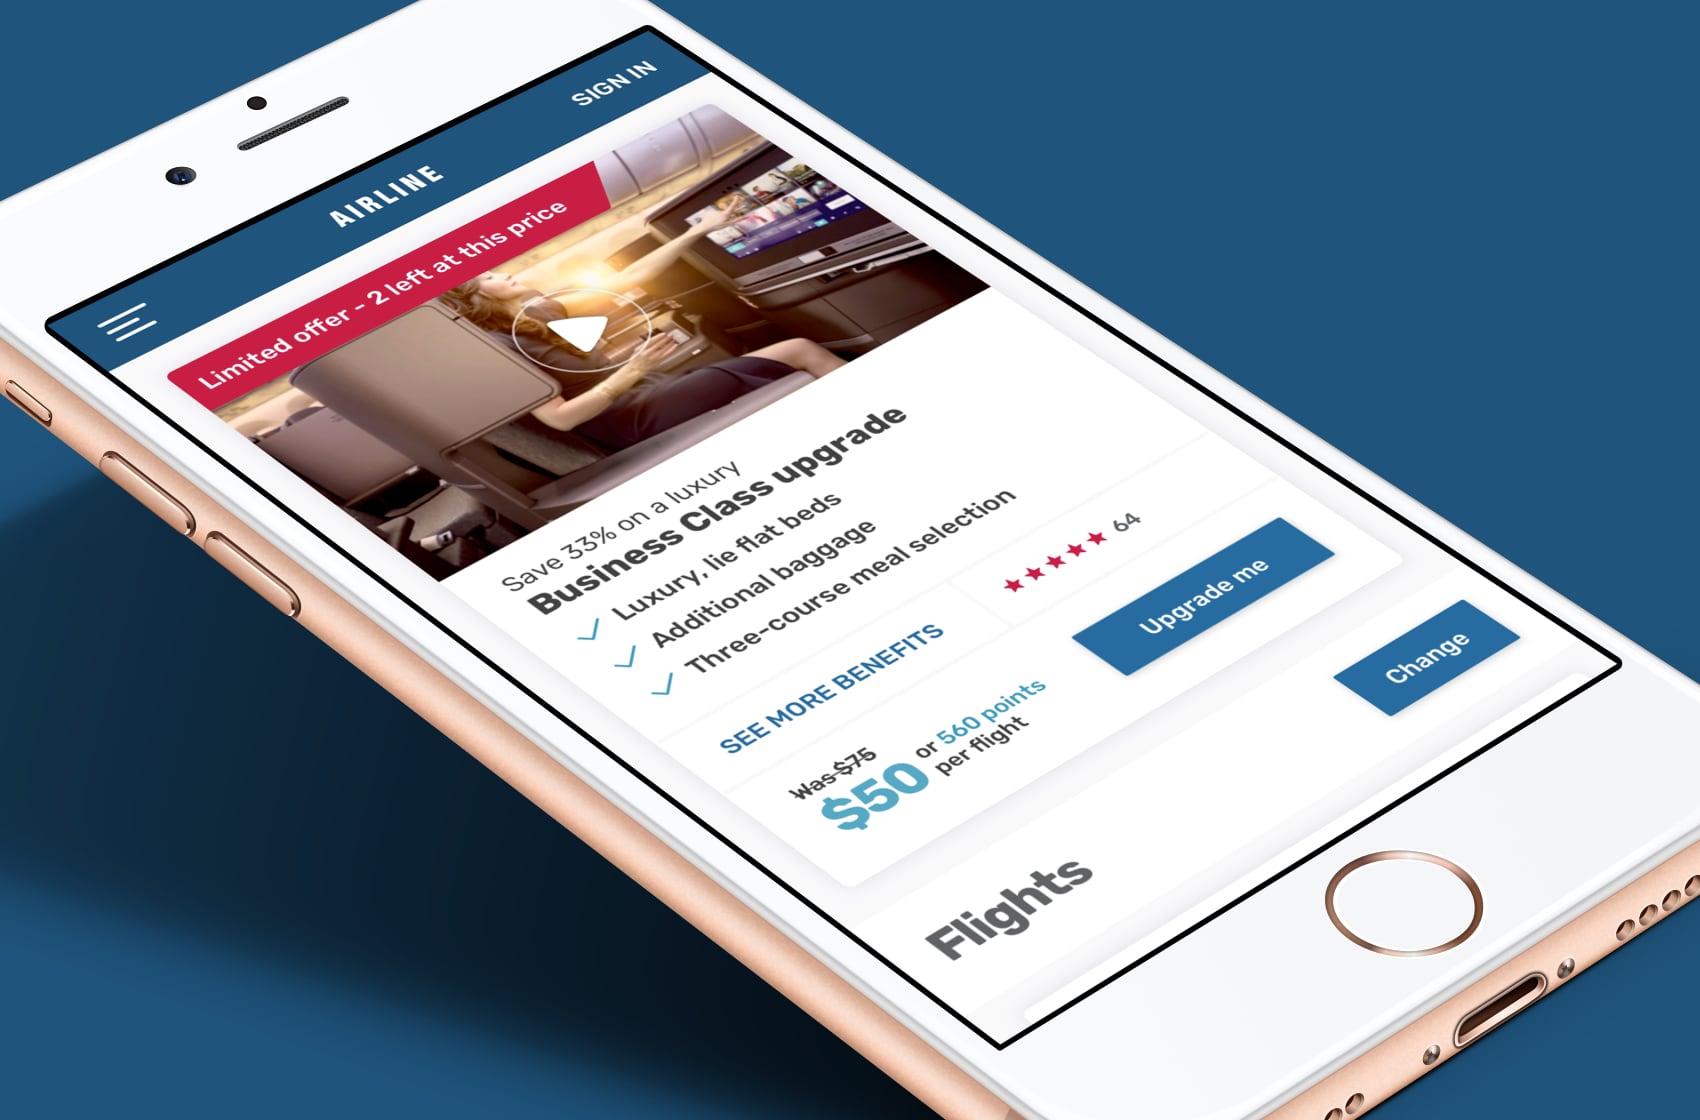 SIGN IN
AIRLINE
Limited offer - 2 left at this price
Save 33% on a luxury
Business Class upgrade
Luxury, lie flat beds
Additional baggage
Three-course meal selection
SEE MORE BENEFITS
64
Was $75
$50 or 560 points
per flight
Upgrade me
Flights
Change